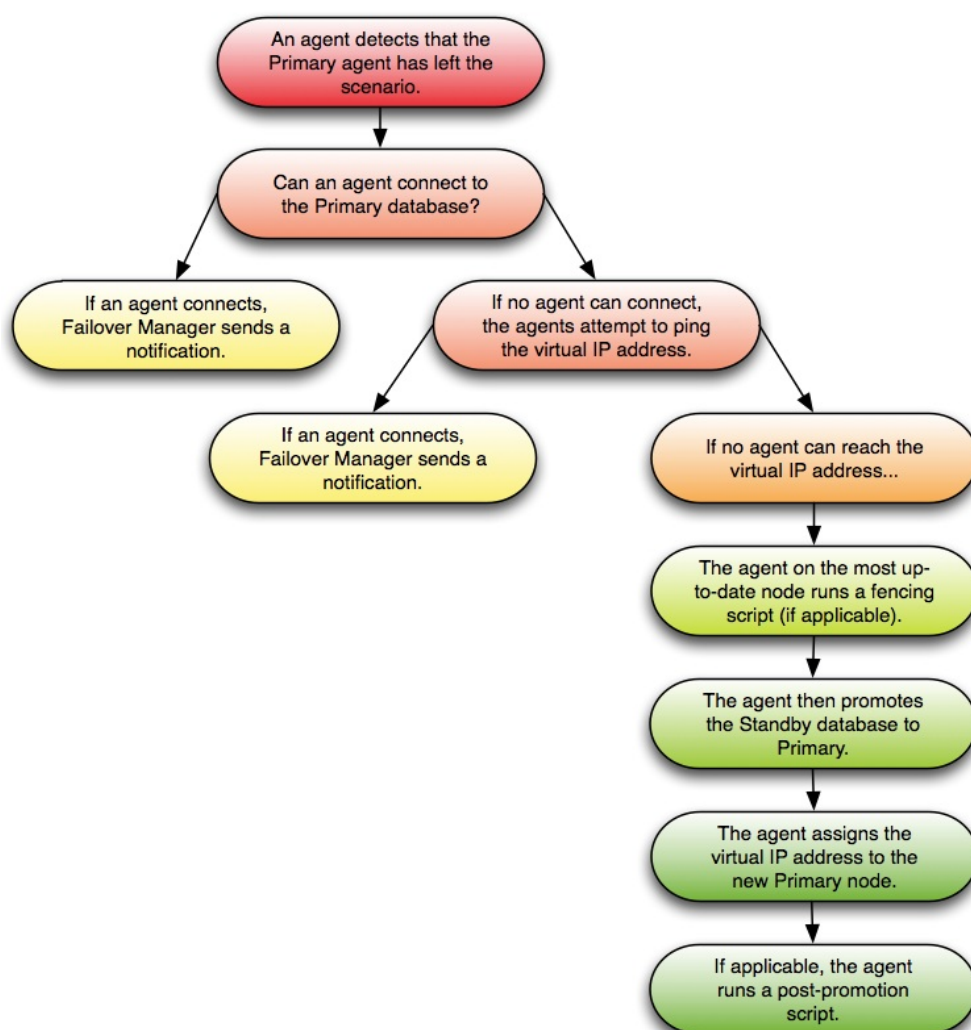 An agent detects that the
Primary agent has left the
scenario.
Can an agent connect to
the Primary database?
If an agent connects,
Failover Manager sends a
notification.
If no agent can connect,
the agents attempt to ping
the virtual IP address.
If an agent connects,
Failover Manager sends a
notification.
If no agent can reach the
virtual IP address...
The agent on the most up-
to-date node runs a fencing
script (if applicable).
The agent then promotes
the Standby database to
Primary.
The agent assigns the
virtual IP address to the
new Primary node.
If applicable, the agent
runs a post-promotion
script.